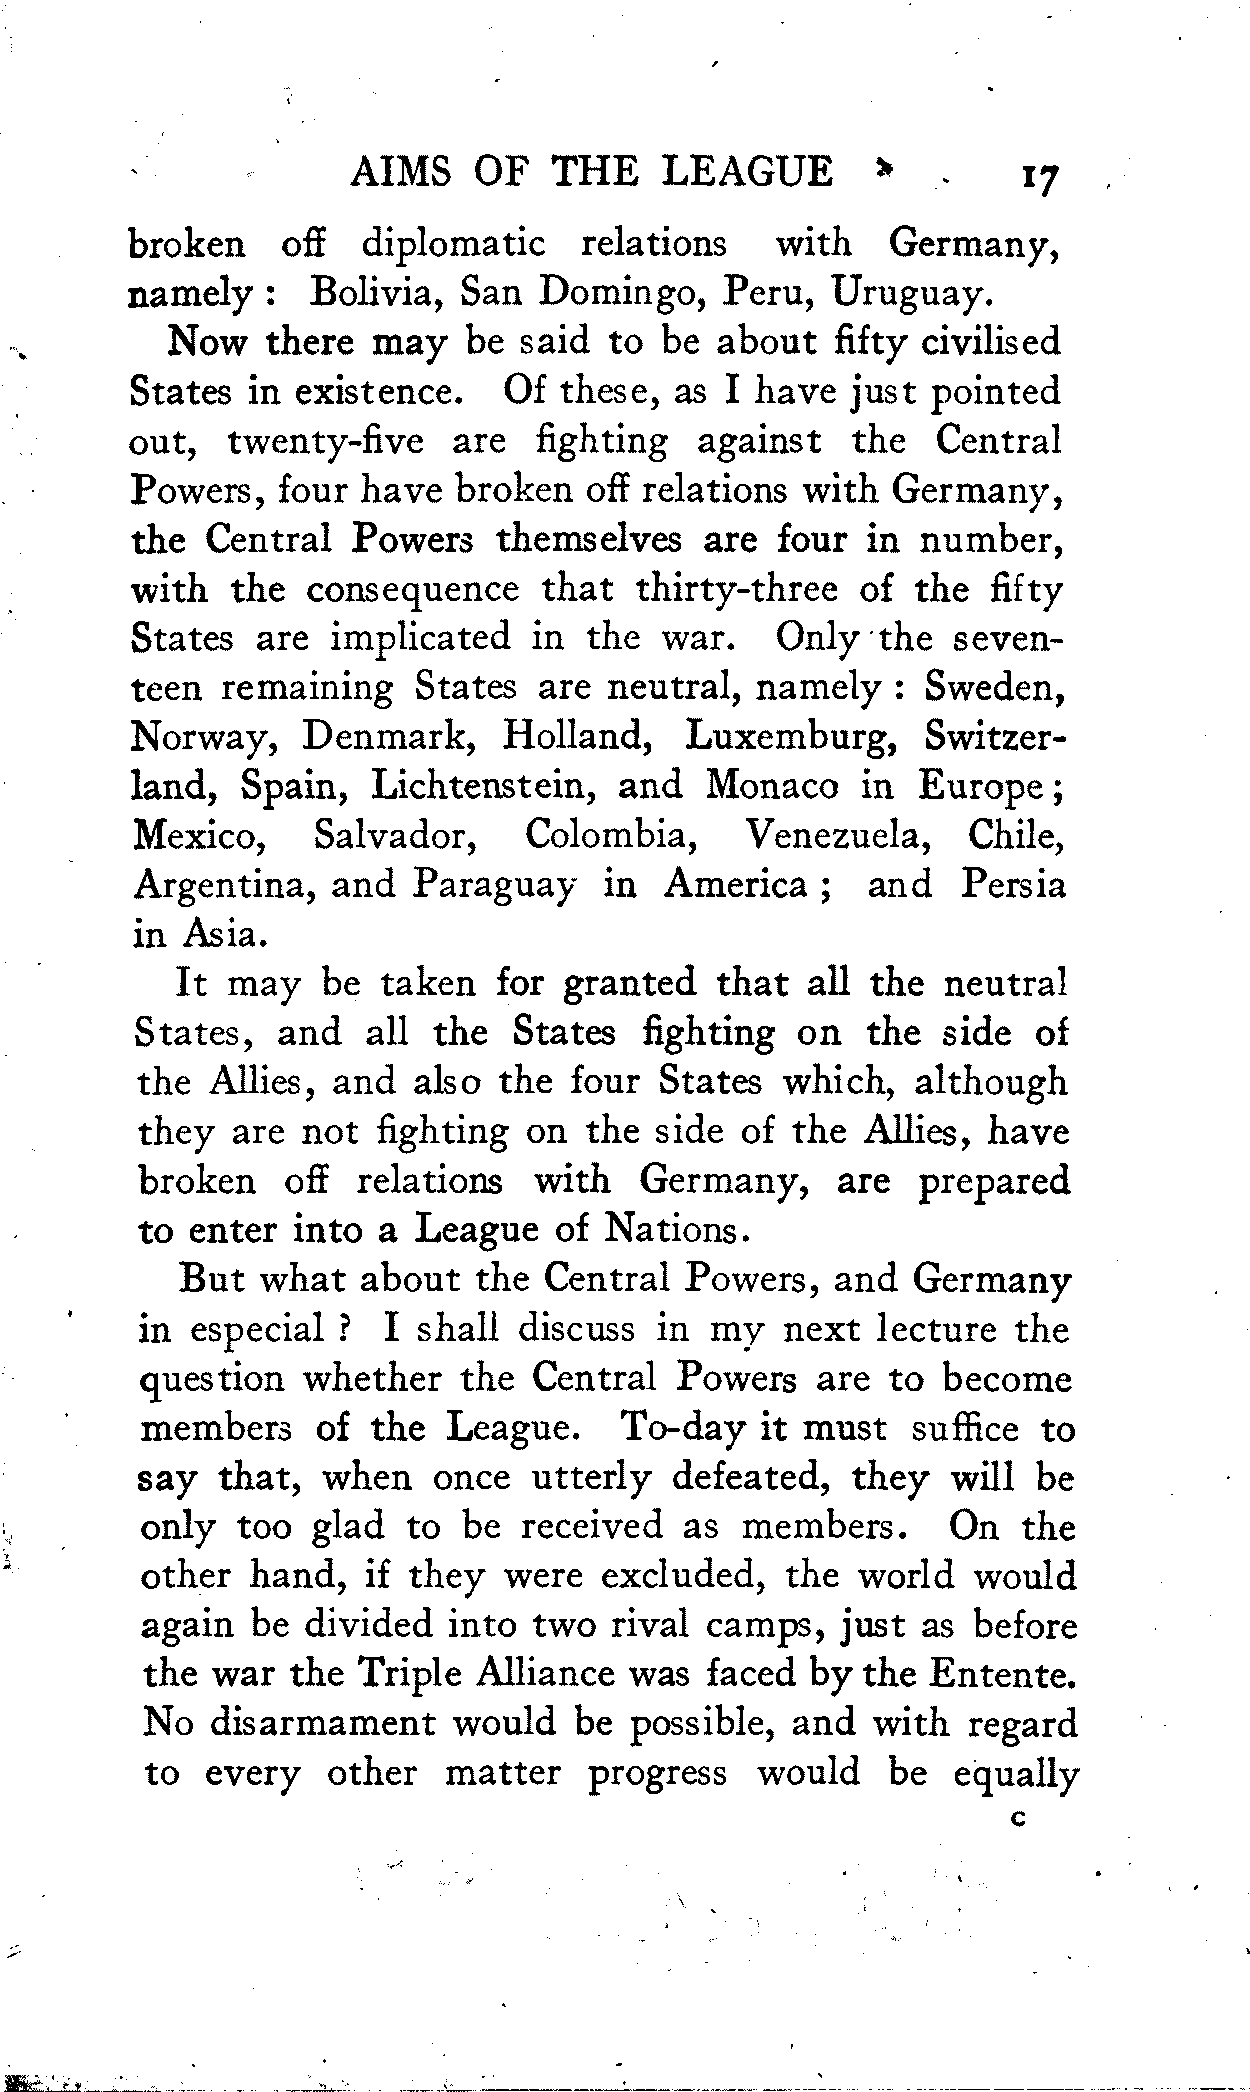 AIMS OF THE LEAGUE 17
broken off diplomatic relations with Germany,
namely : Bolivia, San Domingo, Peru, Uruguay.
Now there may be said to be about fifty civilised
States in existence. Of these, as I have just pointed
out, twenty-five are fighting against the Central
Powers, four have broken off relations with Germany,
the Central Powers themselves are four in number,
with the consequence that thirty-three of the fifty
States are implicated in the war. Only the seven-
teen remaining States are neutral, namely : Sweden,
Norway, Denmark, Holland, Luxemburg, Switzer-
land, Spain, Lichtenstein, and Monaco in Europe ;
Mexico, Salvador, Colombia, Venezuela, Chile,
Argentina, and Paraguay in America ; and Persia
in Asia.
It may be taken for granted that all the neutral
States, and all the States fighting on the side of
the Allies, and also the four States which, although
they are not fighting on the side of the Allies, have
broken off relations with Germany, are prepared
to enter into a League of Nations.
But what about the Central Powers, and Germany
in especial ? I shall discuss in my next lecture the
question whether the Central Powers are to become
members of the League. To-day it must suffice to
say that, when once utterly defeated, they will be
only too glad to be received as members. On the
other hand, if they were excluded, the world would
again be divided into two rival camps, just as before
the war the Triple Alliance was faced by the Entente.
No disarmament would be possible, and with regard
to every other matter progress would be equally
C